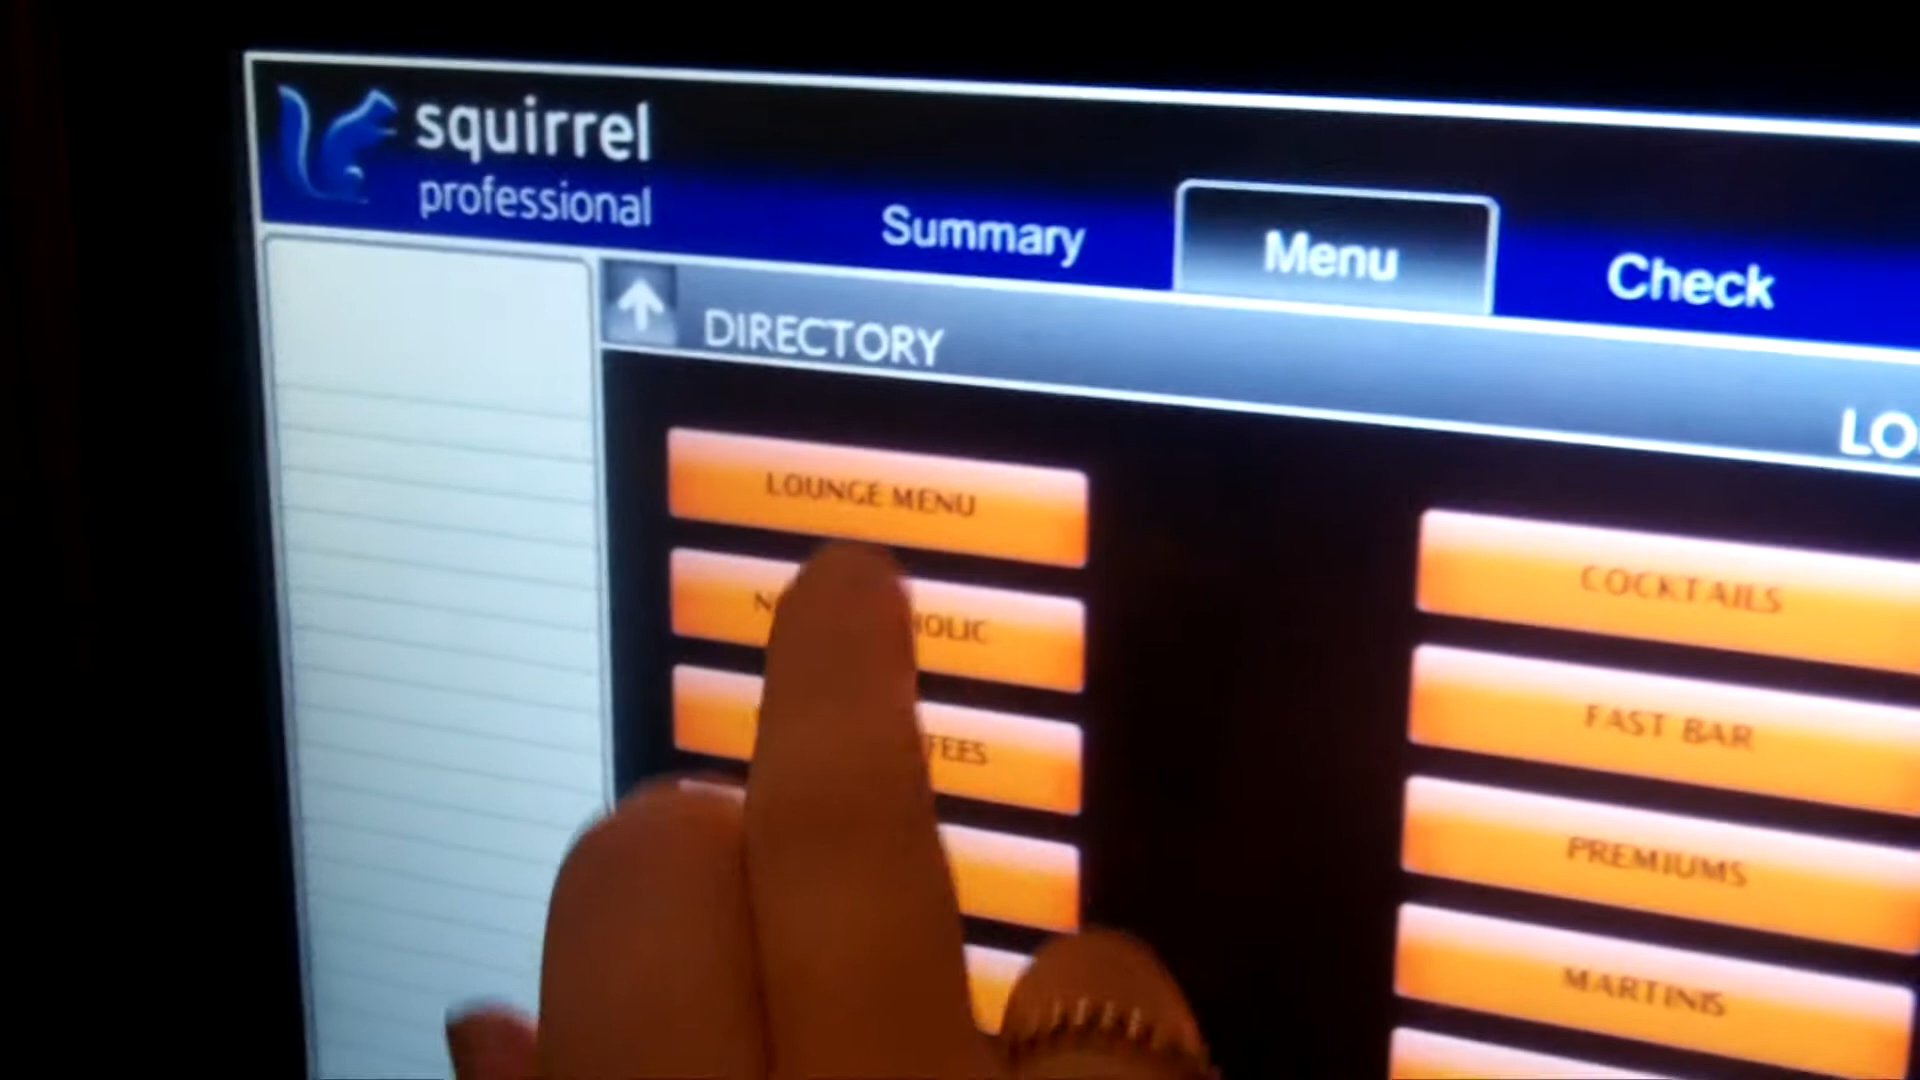 squirrel
professional
Summary
Menu
Check
DIRECTORY
LOUNGE MENU
COCKTAILS
FAST BAR
PREMIUMS
MARTINIS